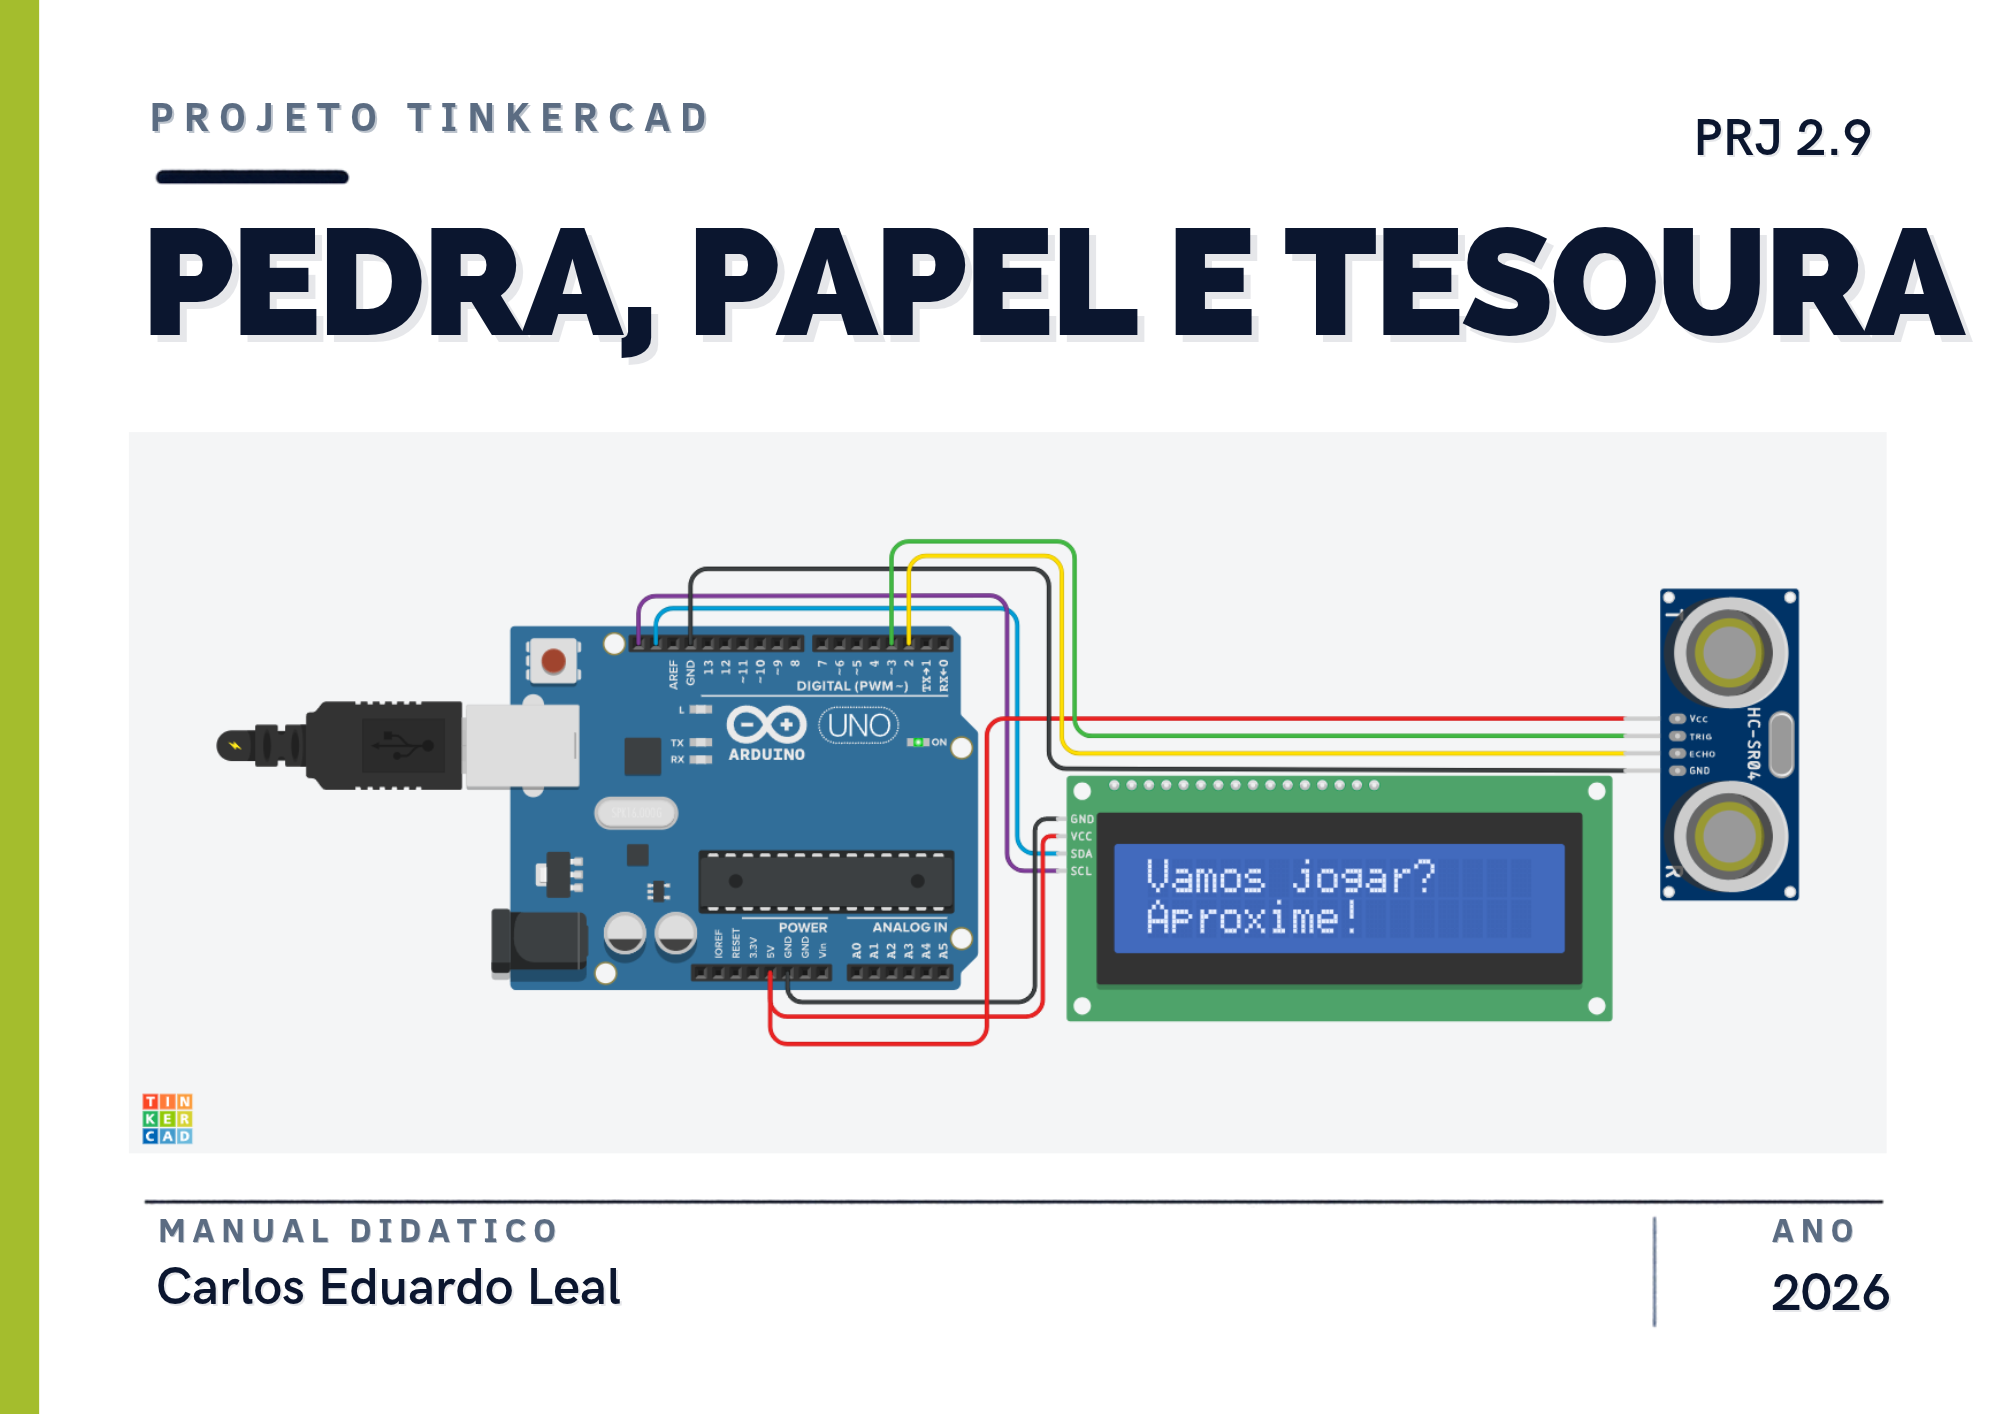 PROJETO TINKERCAD
PRJ 2.9
PEDRA, PAPEL E TESOURA
AREF
GND
13
12
~11
~10
~9
8
7
~6
~5
4
~3
2
TX→1
RX←0
DIGITAL (PWM~)
L
TX
RX
ARDUINO
UNO
ON
POWER
ANALOG IN
IOREF
RESET
3.3V
5V
GND
GND
Vin
A0
A1
A2
A3
A4
A5
GND
VCC
SDA
SCL
Vamos jogar?
Aproxime!
T
Vcc
TRIG
ECHO
GND
HC-SR04
R
TIN
KER
CAD
MANUAL DIDATICO
Carlos Eduardo Leal
ANO
2026